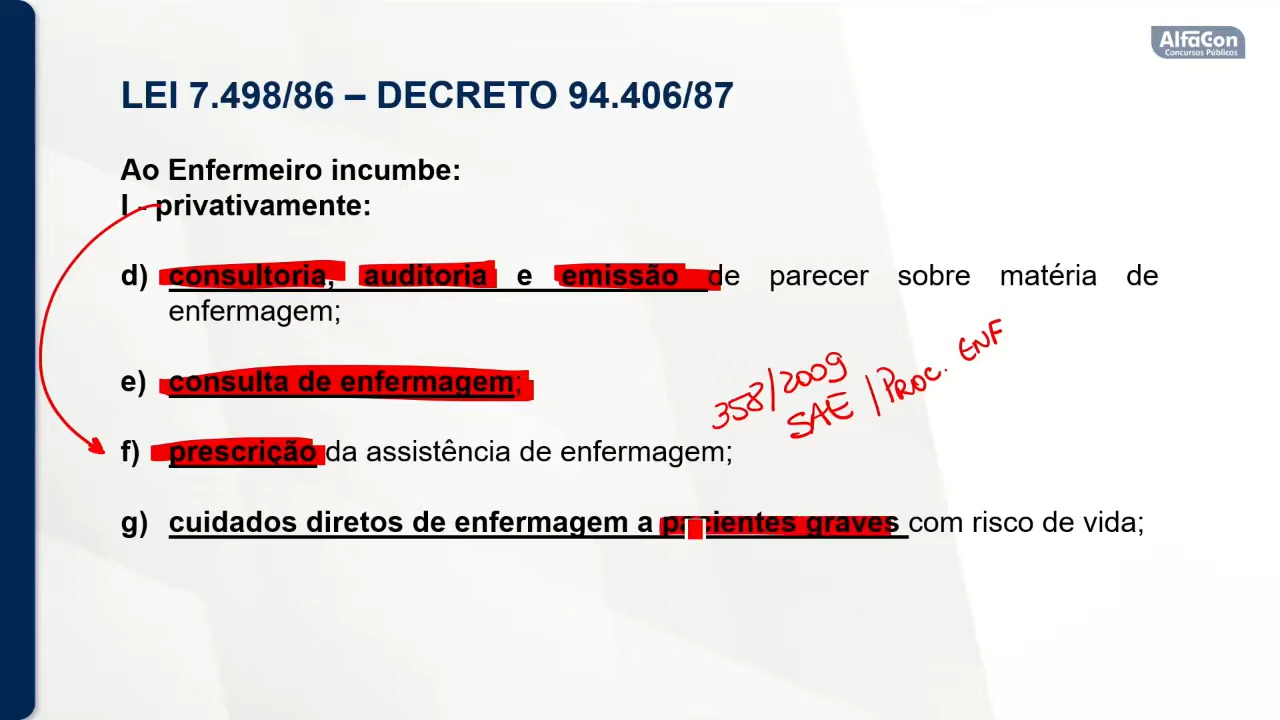 AlfaCon
Concursos Públicos
LEI 7.498/86 – DECRETO 94.406/87
Ao Enfermeiro incumbe:
I - privativamente:
d) consultoria, auditoria e emissão de parecer sobre matéria de
enfermagem;
e) consulta de enfermagem;
358/2009
SAE / PROC. ENF
f) prescrição da assistência de enfermagem;
g) cuidados diretos de enfermagem a pacientes graves com risco de vida;